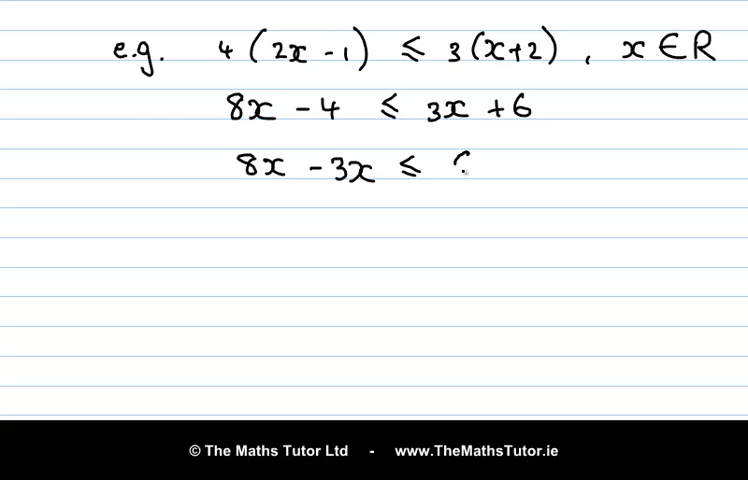 e.g. 4(2x - 1) ≤ 3(x+2), x ∈ R
8x - 4 ≤ 3x + 6
8x - 3x ≤
© The Maths Tutor Ltd - www.TheMathsTutor.ie